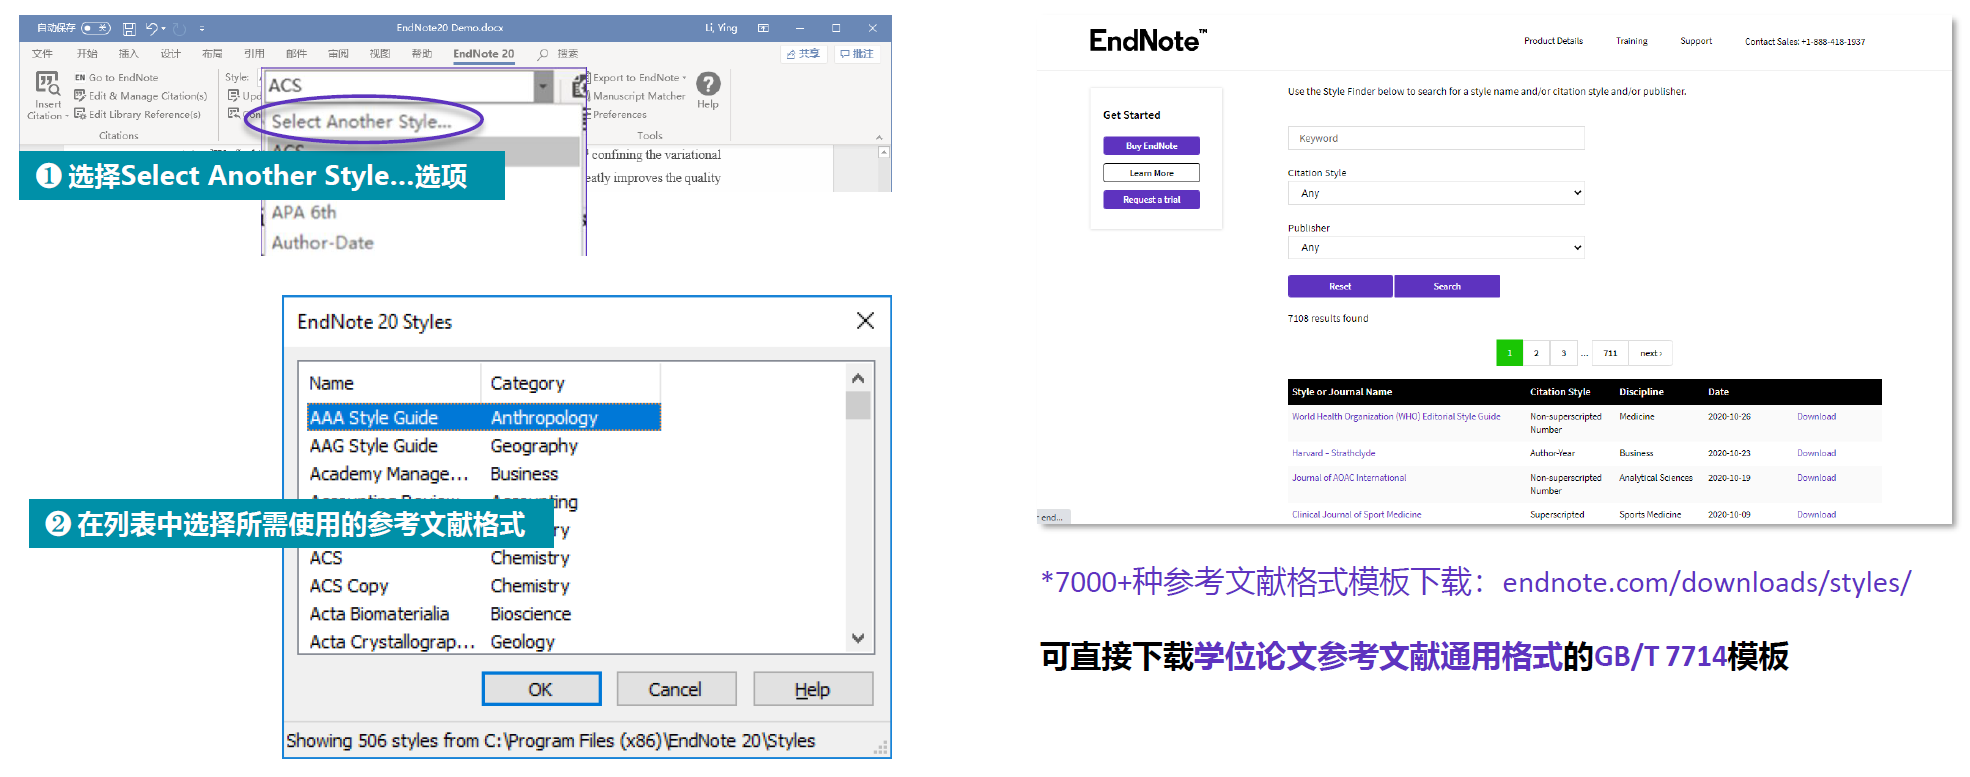 自动保存 关
EndNote20 Demo.docx
Li, Ying
文件 开始 插入 设计 布局 引用 邮件 审阅 视图 帮助 EndNote 20 搜索
共享 批注
Insert
Citation
EN Go to EndNote
Edit & Manage Citation(s)
Edit Library Reference(s)
Citations
Style:
ACS
Select Another Style...
ACS
APA 6th
Author-Date
Export to EndNote
Manuscript Matcher
Preferences
Tools
Help
confining the variational
eatly improves the quality
❶ 选择Select Another Style...选项
EndNote 20 Styles
Name Category
AAA Style Guide Anthropology
AAG Style Guide Geography
Academy Manage... Business
❷ 在列表中选择所需使用的参考文献格式
ACS Chemistry
ACS Copy Chemistry
Acta Biomaterialia Bioscience
Acta Crystallograp... Geology
OK Cancel Help
Showing 506 styles from C:\Program Files (x86)\EndNote 20\Styles
EndNote™
Product Details Training Support Contact Sales: +1-888-418-1937
Get Started
Buy EndNote
Learn More
Request a trial
Use the Style Finder below to search for a style name and/or citation style and/or publisher.
Keyword
Citation Style
Any
Publisher
Any
Reset Search
7108 results found
1 2 3 ... 711 next ›
Style or Journal Name Citation Style Discipline Date
World Health Organization (WHO) Editorial Style Guide Non-superscripted Medicine 2020-10-26 Download
Number
Harvard – Strathclyde Author-Year Business 2020-10-23 Download
Journal of AOAC International Non-superscripted Analytical Sciences 2020-10-19 Download
Number
Clinical Journal of Sport Medicine Superscripted Sports Medicine 2020-10-09 Download
end...
*7000+种参考文献格式模板下载：endnote.com/downloads/styles/
可直接下载学位论文参考文献通用格式的GB/T 7714模板